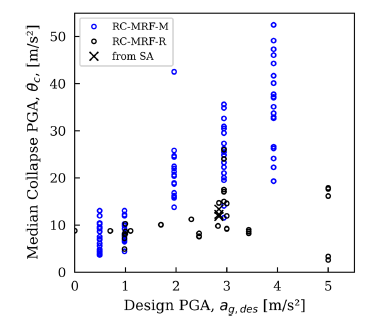 50
40
30
20
10
0
Median Collapse PGA, θ̂c, [m/s²]
RC-MRF-M
RC-MRF-R
from SA
0 1 2 3 4 5
Design PGA, ag,des [m/s²]